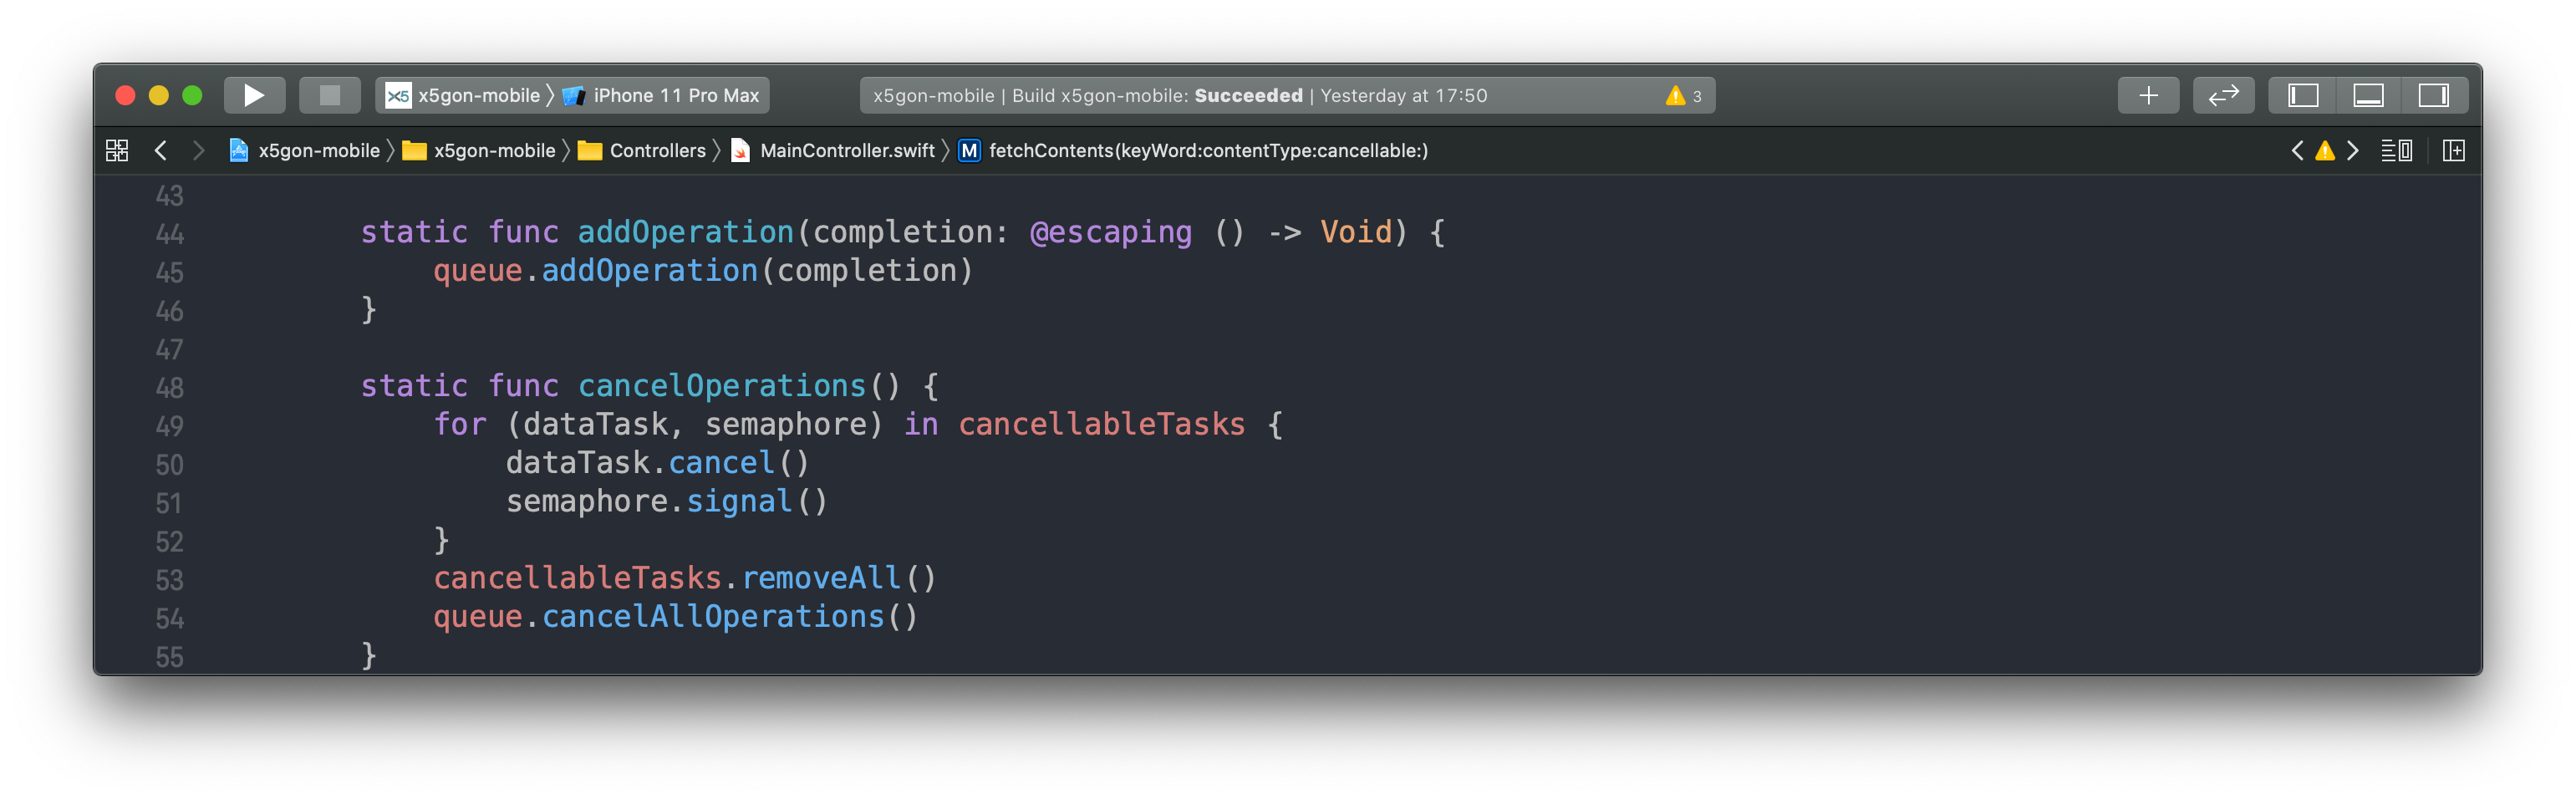 X5 x5gon-mobile iPhone 11 Pro Max x5gon-mobile | Build x5gon-mobile: Succeeded | Yesterday at 17:50 3
x5gon-mobile x5gon-mobile Controllers MainController.swift M fetchContents(keyWord:contentType:cancellable:)
43
44 static func addOperation(completion: @escaping () -> Void) {
45 queue.addOperation(completion)
46 }
47
48 static func cancelOperations() {
49 for (dataTask, semaphore) in cancellableTasks {
50 dataTask.cancel()
51 semaphore.signal()
52 }
53 cancellableTasks.removeAll()
54 queue.cancelAllOperations()
55 }